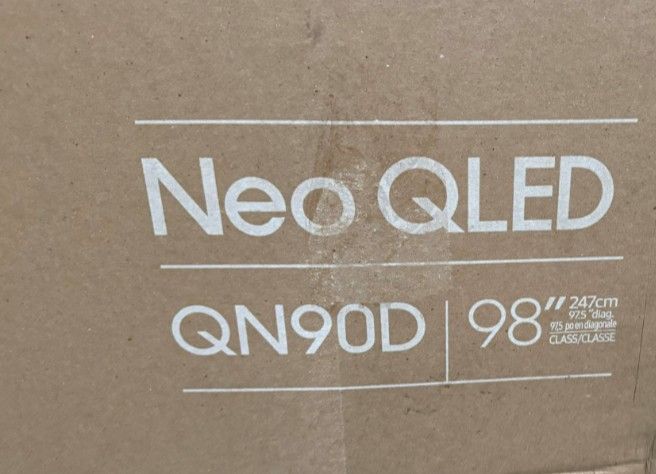 Neo QLED
QN90D
98"
247cm
97.5 "diag.
97,5 po en diagonale
CLASS/CLASSE